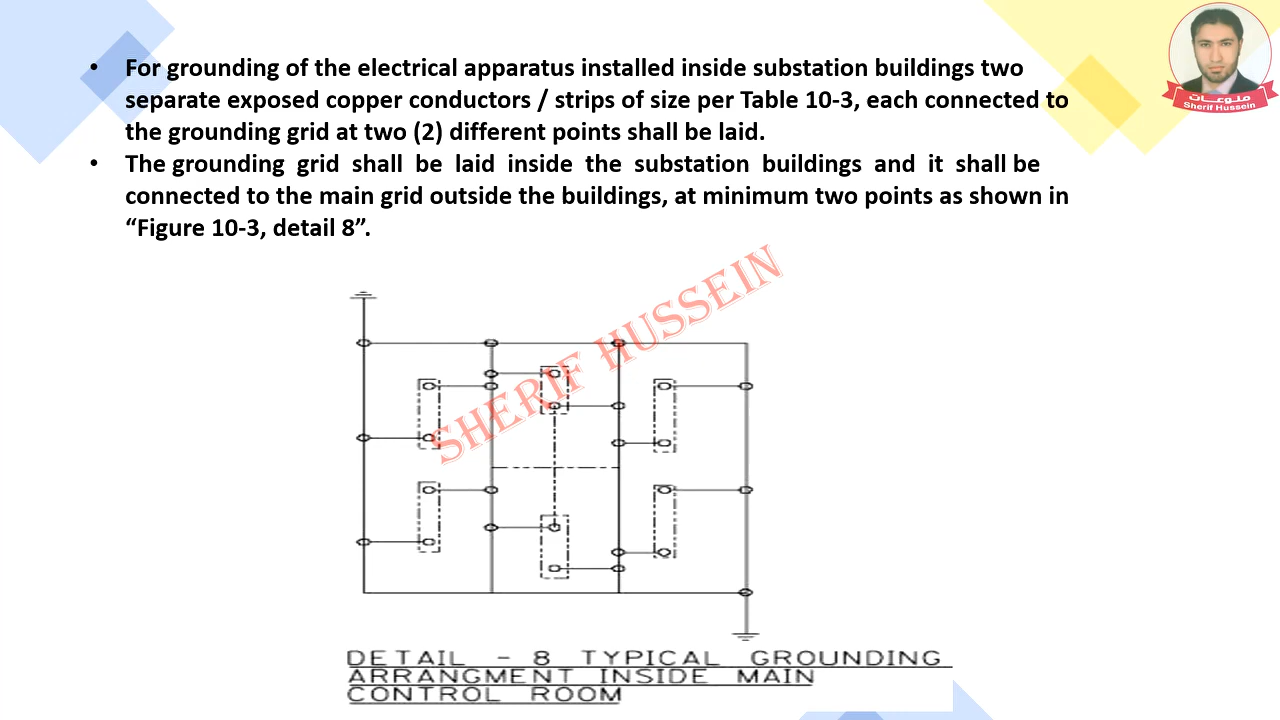 • For grounding of the electrical apparatus installed inside substation buildings two
separate exposed copper conductors / strips of size per Table 10-3, each connected to
the grounding grid at two (2) different points shall be laid.
• The grounding grid shall be laid inside the substation buildings and it shall be
connected to the main grid outside the buildings, at minimum two points as shown in
“Figure 10-3, detail 8”.
منوعات
Sherif Hussein
SHERIF HUSSEIN
DETAIL - 8 TYPICAL GROUNDING
ARRANGMENT INSIDE MAIN
CONTROL ROOM